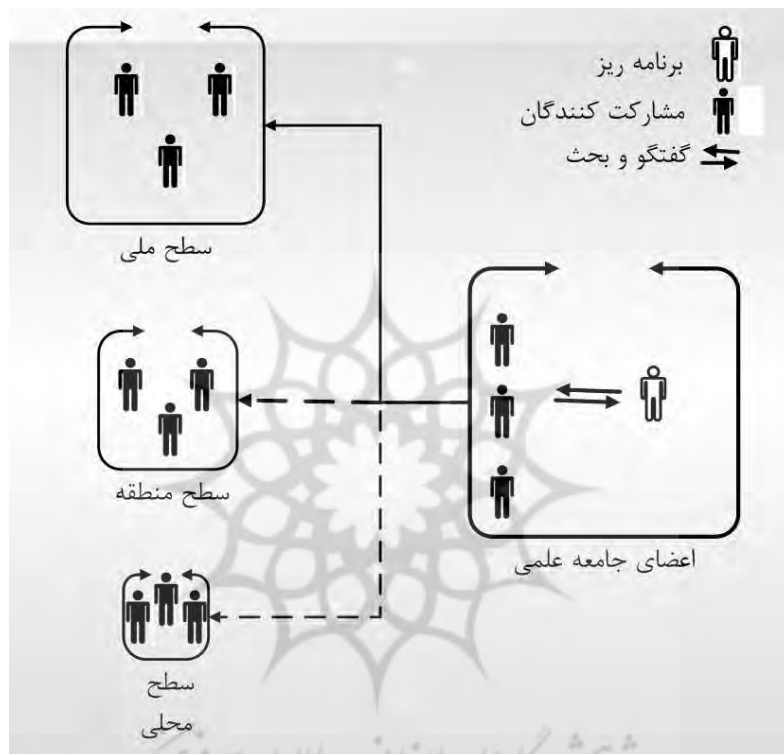 برنامه ریز
مشارکت کنندگان
گفتگو و بحث
سطح ملی
سطح منطقه
اعضای جامعه علمی
سطح
محلی